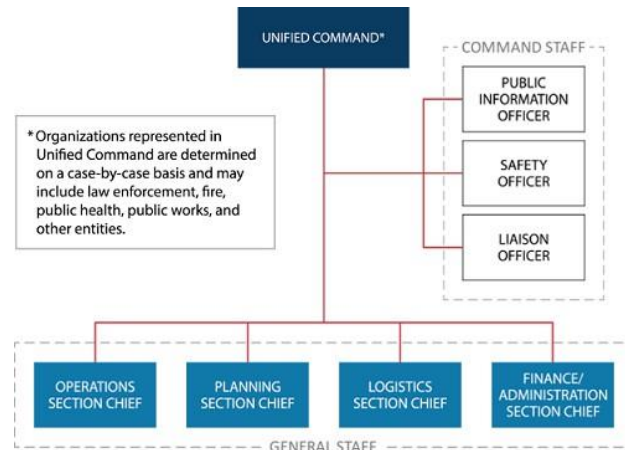 UNIFIED COMMAND*
COMMAND STAFF
PUBLIC
INFORMATION
OFFICER
SAFETY
OFFICER
LIAISON
OFFICER
* Organizations represented in
Unified Command are determined
on a case-by-case basis and may
include law enforcement, fire,
public health, public works, and
other entities.
OPERATIONS
SECTION CHIEF
PLANNING
SECTION CHIEF
LOGISTICS
SECTION CHIEF
FINANCE/
ADMINISTRATION
SECTION CHIEF
GENERAL STAFF